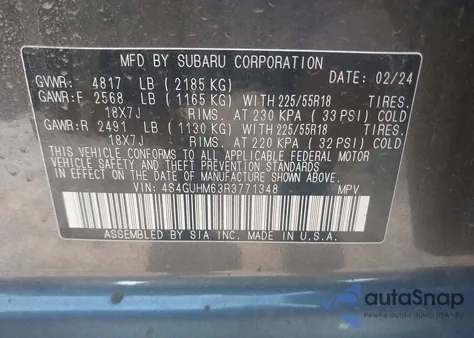 MFD BY SUBARU CORPORATION DATE: 02/24
GVWR: 4817 LB (2185 KG)
GAWR:F 2568 LB (1165 KG) WITH 225/55R18 TIRES.
18X7J RIMS. AT 230 KPA ( 33 PSI) COLD
GAWR:R 2491 LB (1130 KG) WITH 225/55R18 TIRES.
18X7J RIMS. AT 220 KPA ( 32 PSI) COLD
THIS VEHICLE CONFORMS TO ALL APPLICABLE FEDERAL MOTOR
VEHICLE SAFETY AND THEFT PREVENTION STANDARDS
IN EFFECT ON THE DATE OF MANUFACTURE SHOWN ABOVE.
VIN: 4S4GUHM63R3771348 MPV
ASSEMBLED BY SIA INC. MADE IN U.S.A.
autoSnap